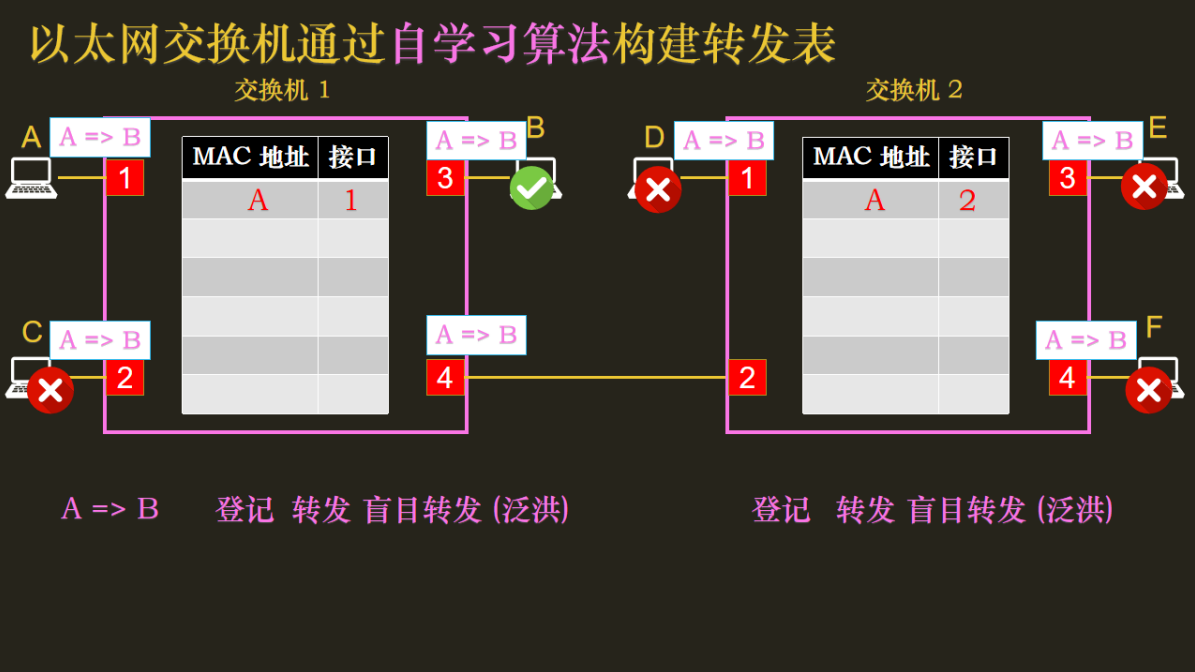 以太网交换机通过自学习算法构建转发表
交换机 1
交换机 2
A
A => B
1
MAC 地址 接口
A 1
A => B
B
3
D
A => B
1
MAC 地址 接口
A 2
A => B
E
3
C
A => B
2
A => B
4
2
A => B
F
4
A => B 登记 转发 盲目转发 (泛洪) 登记 转发 盲目转发 (泛洪)